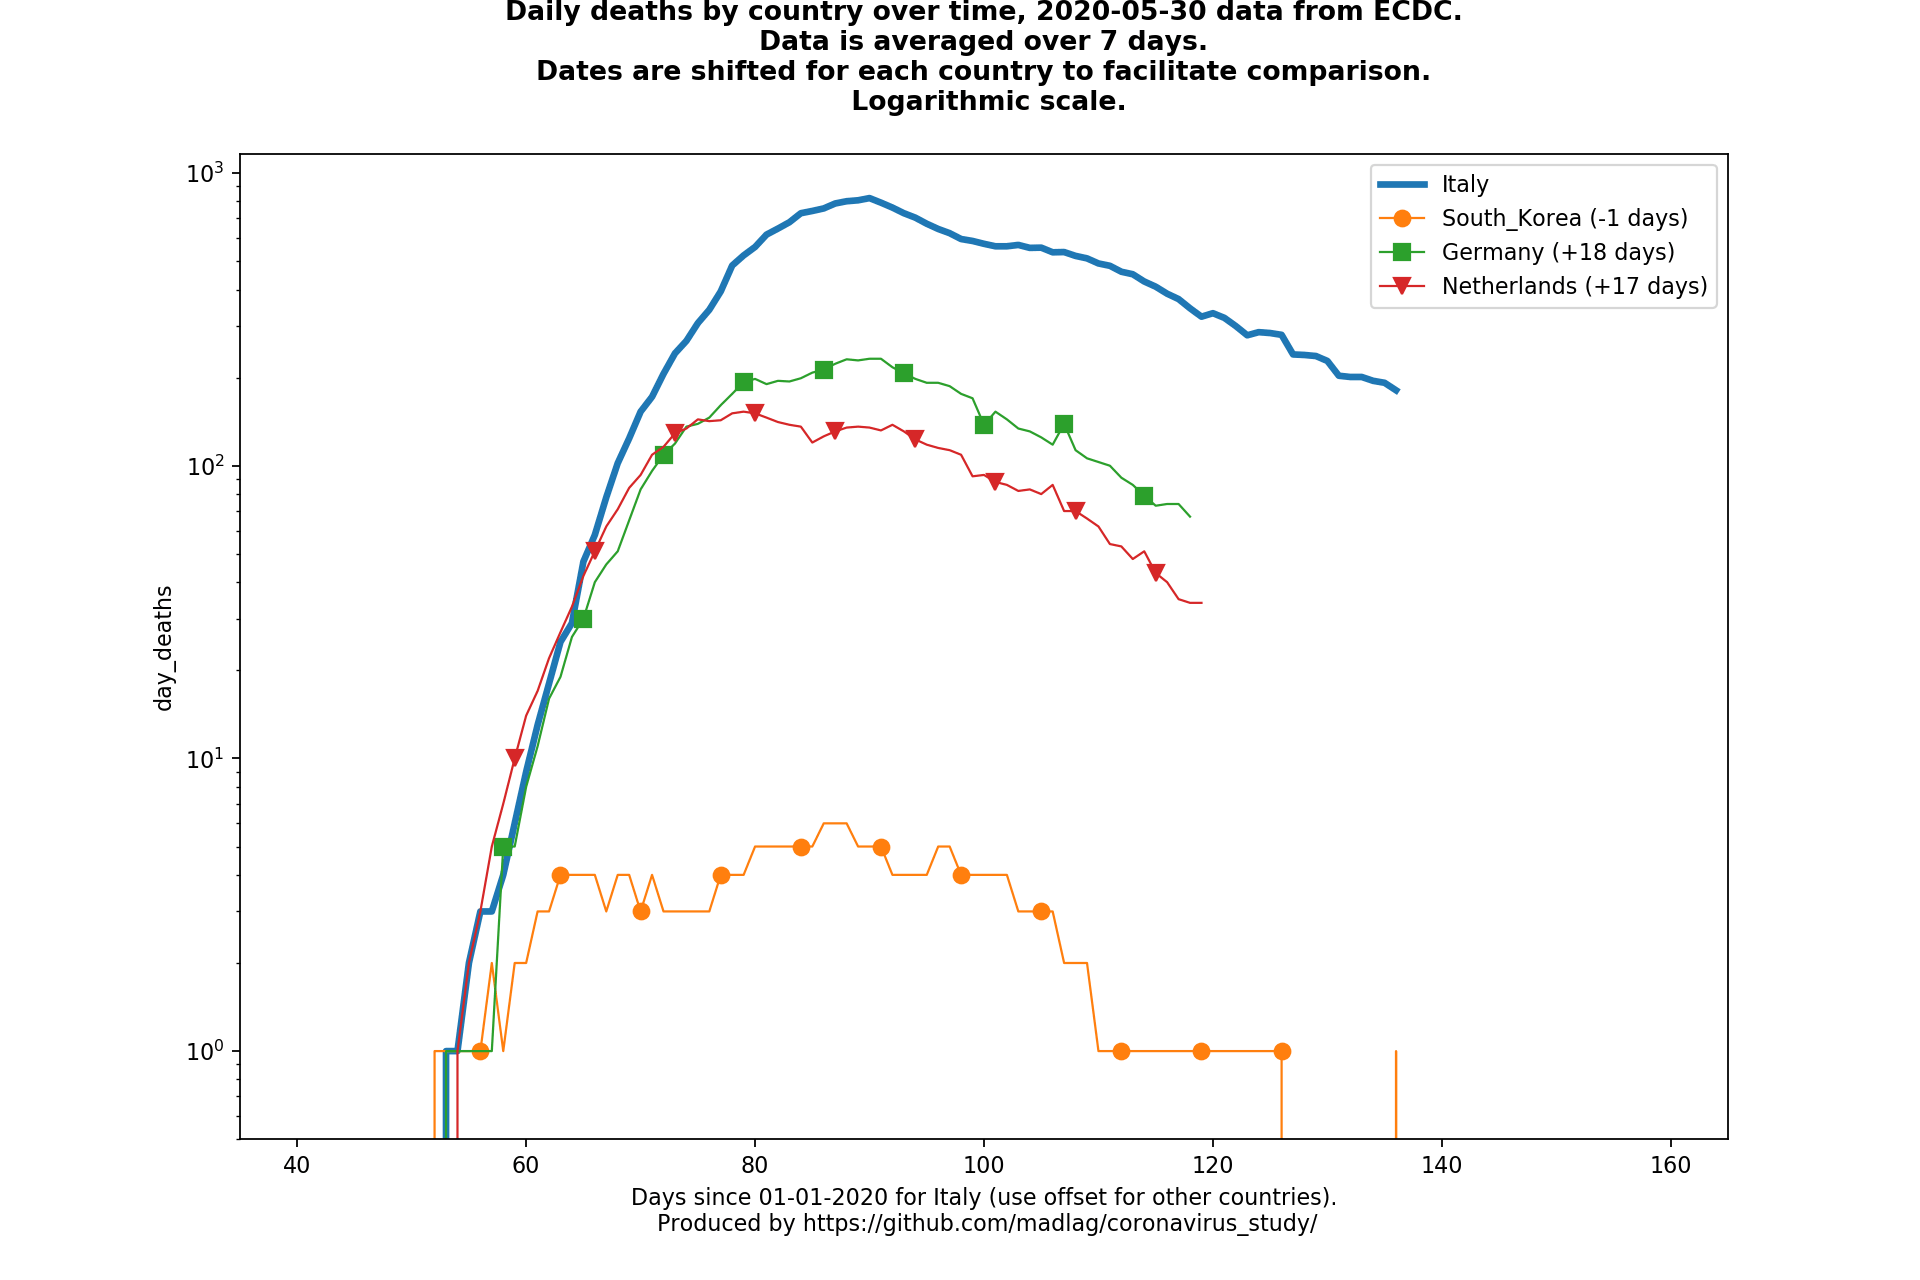 Daily deaths by country over time, 2020-05-30 data from ECDC.
Data is averaged over 7 days.
Dates are shifted for each country to facilitate comparison.
Logarithmic scale.
10³
10²
10¹
10⁰
day_deaths
Italy
South_Korea (-1 days)
Germany (+18 days)
Netherlands (+17 days)
40 60 80 100 120 140 160
Days since 01-01-2020 for Italy (use offset for other countries).
Produced by https://github.com/madlag/coronavirus_study/